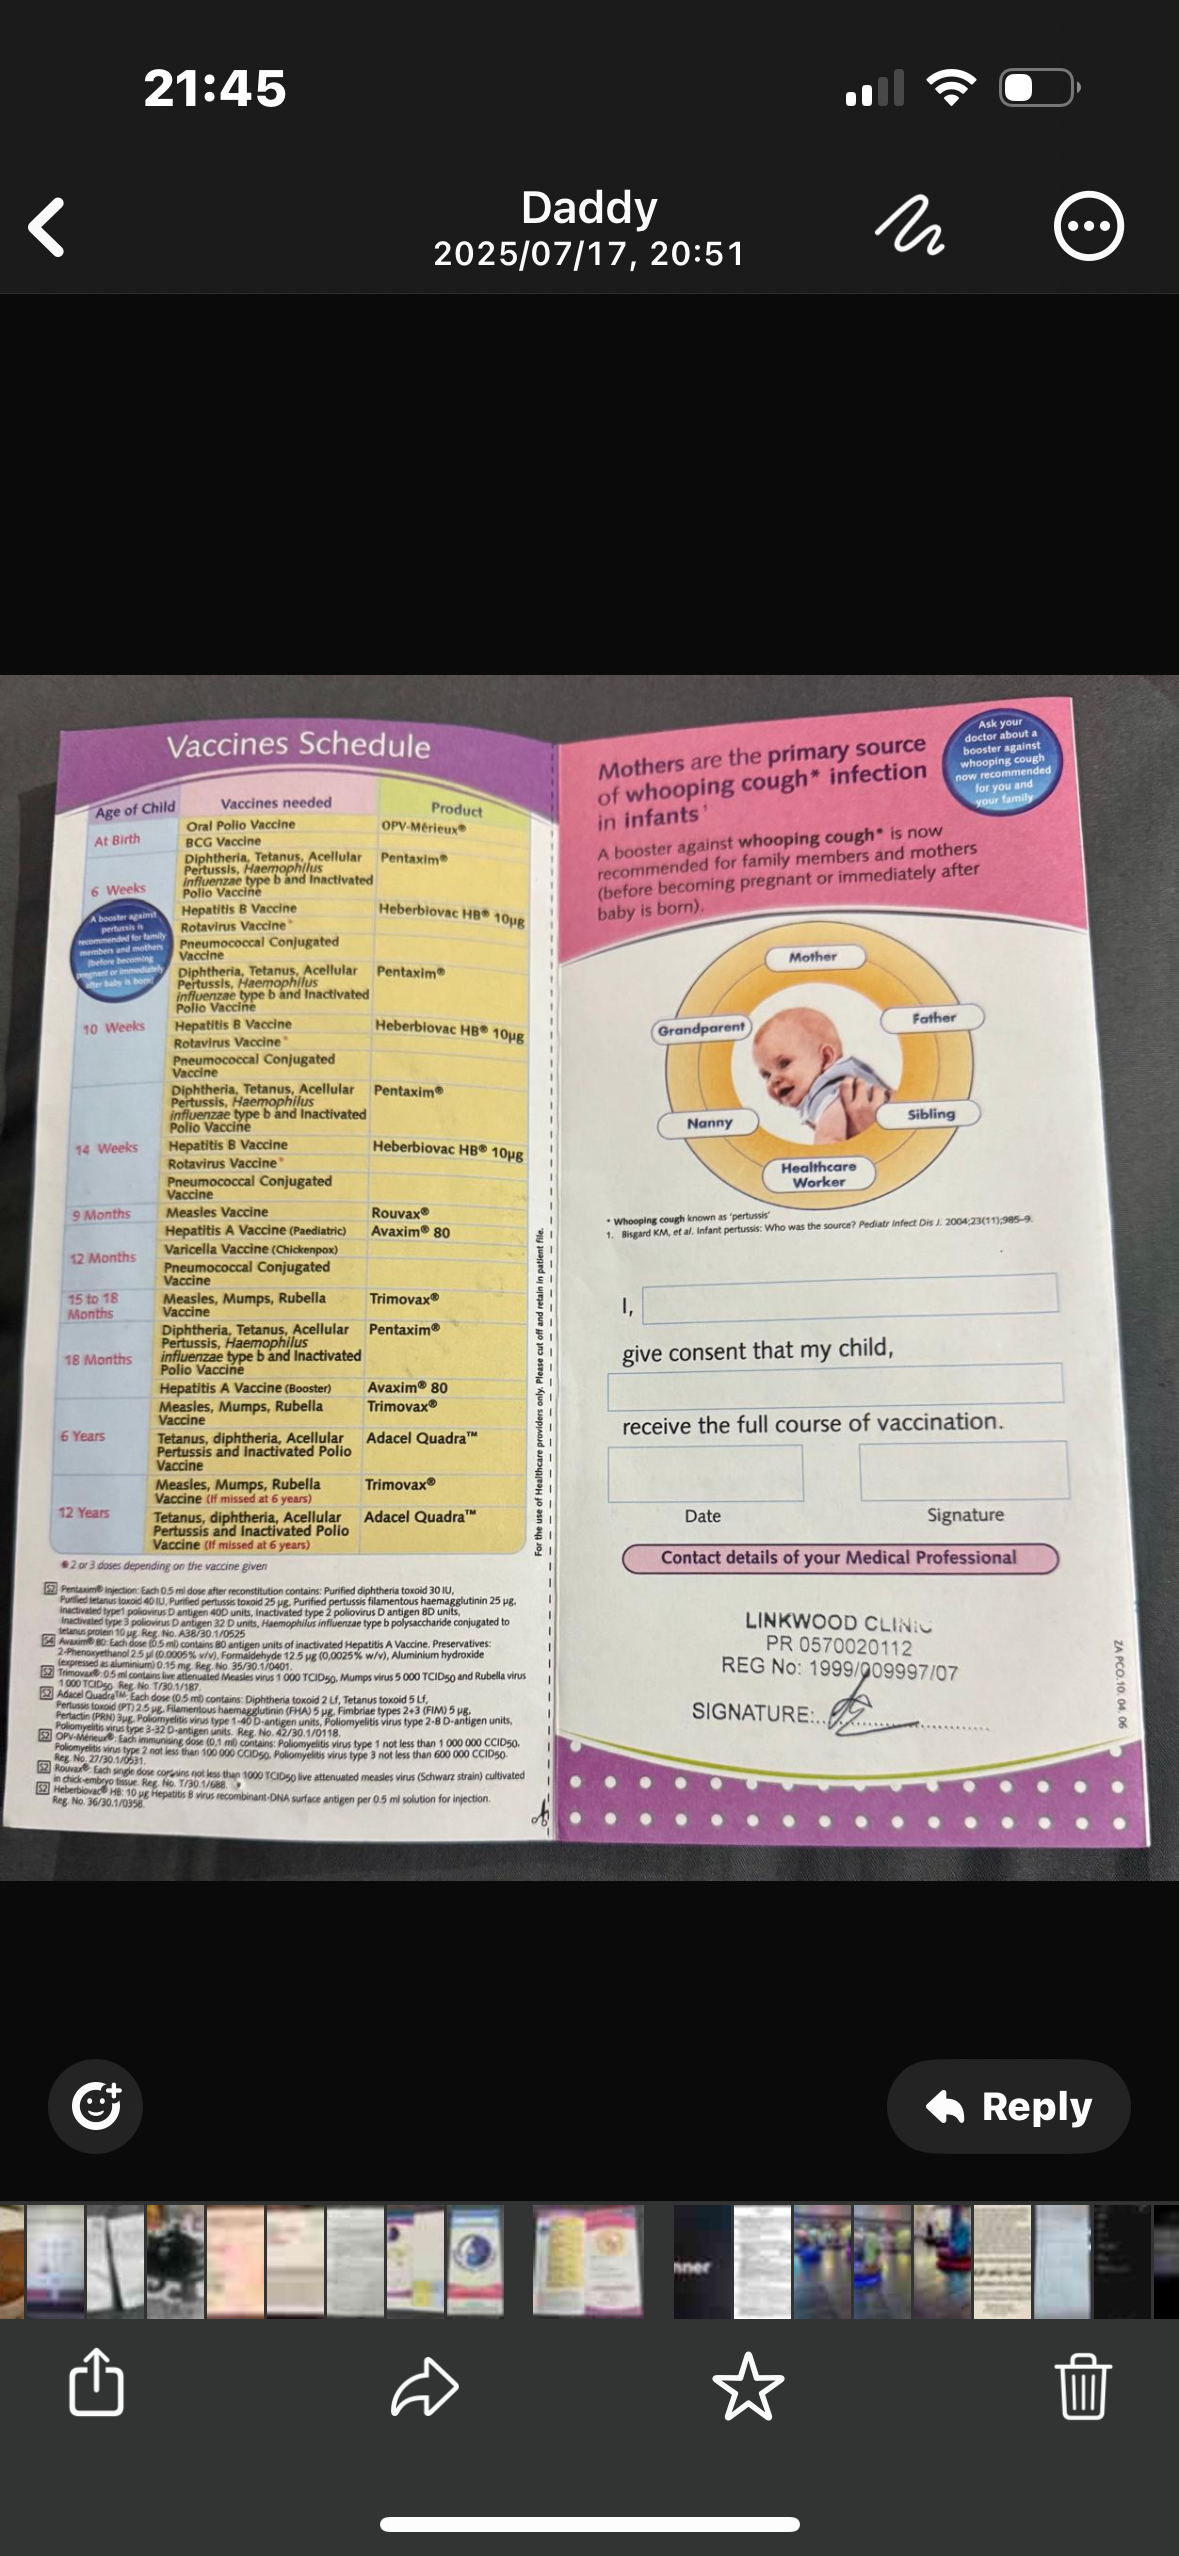 21:45
Daddy
2025/07/17, 20:51
Vaccines Schedule
Age of Child
Vaccines needed
Product
At Birth
Oral Polio Vaccine
OPV-Mérieux®
BCG Vaccine
6 Weeks
Diphtheria, Tetanus, Acellular
Pertussis, Haemophilus
influenzae type b and Inactivated
Polio Vaccine
Pentaxim®
Hepatitis B Vaccine
Heberbiovac HB® 10µg
Rotavirus Vaccine*
Pneumococcal Conjugated
Vaccine
A booster against
pertussis is
recommended for family
members and mothers
(before becoming
pregnant or immediately
after baby is born)
10 Weeks
Diphtheria, Tetanus, Acellular
Pertussis, Haemophilus
influenzae type b and Inactivated
Polio Vaccine
Pentaxim®
Hepatitis B Vaccine
Heberbiovac HB® 10µg
Rotavirus Vaccine*
Pneumococcal Conjugated
Vaccine
14 Weeks
Diphtheria, Tetanus, Acellular
Pertussis, Haemophilus
influenzae type b and Inactivated
Polio Vaccine
Pentaxim®
Hepatitis B Vaccine
Heberbiovac HB® 10µg
Rotavirus Vaccine*
Pneumococcal Conjugated
Vaccine
9 Months
Measles Vaccine
Rouvax®
12 Months
Hepatitis A Vaccine (Paediatric)
Avaxim® 80
Varicella Vaccine (Chickenpox)
Pneumococcal Conjugated
Vaccine
15 to 18
Months
Measles, Mumps, Rubella
Vaccine
Trimovax®
18 Months
Diphtheria, Tetanus, Acellular
Pertussis, Haemophilus
influenzae type b and Inactivated
Polio Vaccine
Pentaxim®
Hepatitis A Vaccine (Booster)
Avaxim® 80
6 Years
Measles, Mumps, Rubella
Vaccine
Trimovax®
Tetanus, diphtheria, Acellular
Pertussis and Inactivated Polio
Vaccine
Adacel Quadra™
12 Years
Measles, Mumps, Rubella
Vaccine (If missed at 6 years)
Trimovax®
Tetanus, diphtheria, Acellular
Pertussis and Inactivated Polio
Vaccine (If missed at 6 years)
Adacel Quadra™
* 2 or 3 doses depending on the vaccine given
S2 Pentaxim® Injection: Each 0.5 ml dose after reconstitution contains: Purified diphtheria toxoid 30 IU,
Purified tetanus toxoid 40 IU, Purified pertussis toxoid 25 µg, Purified pertussis filamentous haemagglutinin 25 µg,
Inactivated type1 poliovirus D antigen 40D units, Inactivated type 2 poliovirus D antigen 8D units,
Inactivated type 3 poliovirus D antigen 32 D units, Haemophilus influenzae type b polysaccharide conjugated to
tetanus protein 10 µg. Reg. No. A38/30.1/0525
S4 Avaxim® 80: Each dose (0.5 ml) contains 80 antigen units of inactivated Hepatitis A Vaccine. Preservatives:
2-Phenoxyethanol 2.5 µl (0.0005% v/v), Formaldehyde 12.5 µg (0,0025% w/v), Aluminium hydroxide
(expressed as aluminium) 0.15 mg. Reg. No. 35/30.1/0401.
S2 Trimovax®: 0.5 ml contains live attenuated Measles virus 1 000 TCID50, Mumps virus 5 000 TCID50 and Rubella virus
1 000 TCID50. Reg. No. T/30.1/187.
S2 Adacel Quadra™: Each dose (0.5 ml) contains: Diphtheria toxoid 2 Lf, Tetanus toxoid 5 Lf,
Pertussis toxoid (PT) 2.5 µg, Filamentous haemagglutinin (FHA) 5 µg, Fimbriae types 2+3 (FIM) 5 µg,
Pertactin (PRN) 3µg, Poliomyelitis virus type 1-40 D-antigen units, Poliomyelitis virus type 2-8 D-antigen units,
Poliomyelitis virus type 3-32 D-antigen units. Reg. No. 42/30.1/0118.
S2 OPV-Mérieux®: Each immunising dose (0,1 ml) contains: Poliomyelitis virus type 1 not less than 1 000 000 CCID50,
Poliomyelitis virus type 2 not less than 100 000 CCID50, Poliomyelitis virus type 3 not less than 600 000 CCID50.
Reg. No. 27/30.1/0531.
S2 Rouvax®: Each single dose contains not less than 1000 TCID50 live attenuated measles virus (Schwarz strain) cultivated
in chick-embryo tissue. Reg. No. T/30.1/688.
S2 Heberbiovac® HB: 10 µg Hepatitis B virus recombinant-DNA surface antigen per 0.5 ml solution for injection.
Reg. No. 36/30.1/0358.
For the use of Healthcare providers only. Please cut off and retain in patient file.
Mothers are the primary source
of whooping cough* infection
in infants¹
Ask your
doctor about a
booster against
whooping cough
now recommended
for you and
your family
A booster against whooping cough* is now
recommended for family members and mothers
(before becoming pregnant or immediately after
baby is born).
Mother
Grandparent
Father
Nanny
Sibling
Healthcare
Worker
* Whooping cough known as 'pertussis'
1. Bisgard KM, et al. Infant pertussis: Who was the source? Pediatr Infect Dis J. 2004;23(11);985–9.
I,
give consent that my child,
receive the full course of vaccination.
Date
Signature
Contact details of your Medical Professional
LINKWOOD CLINIC
PR 0570020112
REG No: 1999/009997/07
SIGNATURE:
ZA PCO.10. 04. 06
Reply